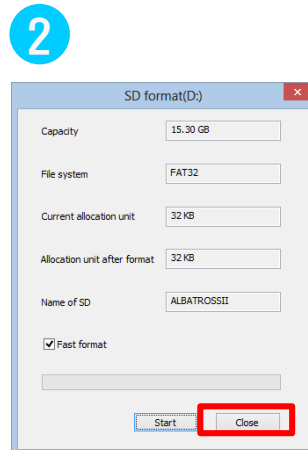 2
SD format(D:)
Capacity 15.30 GB
File system FAT32
Current allocation unit 32 KB
Allocation unit after format 32 KB
Name of SD ALBATROSSII
Fast format
Start Close